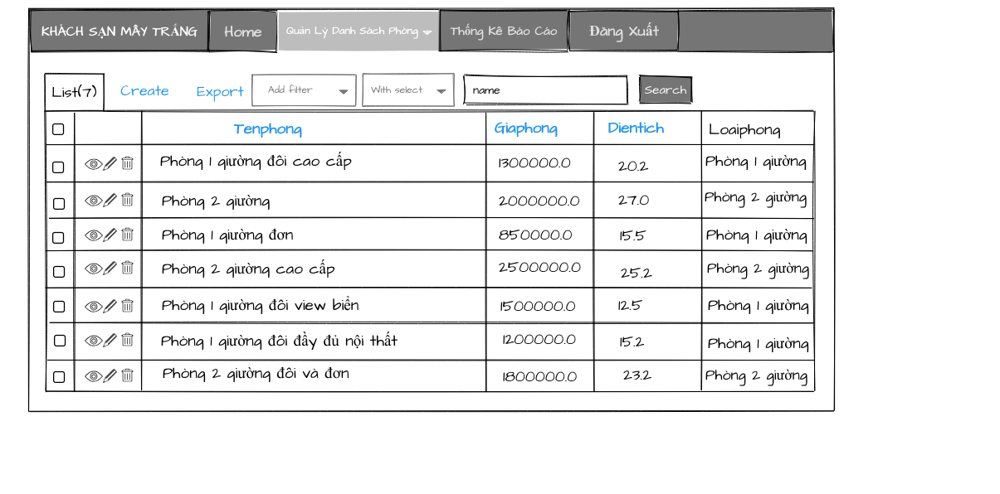 KHÁCH SẠN MÂY TRẮNG Home Quản Lý Danh Sách Phòng Thống Kê Báo Cáo Đăng Xuất
List(7) Create Export Add filter With select name Search
Tenphong Giaphong Dientich Loaiphong
Phòng 1 giường đôi cao cấp 1300000.0 20.2 Phòng 1 giường
Phòng 2 giường 2000000.0 27.0 Phòng 2 giường
Phòng 1 giường đơn 850000.0 15.5 Phòng 1 giường
Phòng 2 giường cao cấp 2500000.0 25.2 Phòng 2 giường
Phòng 1 giường đôi view biển 1500000.0 12.5 Phòng 1 giường
Phòng 1 giường đôi đầy đủ nội thất 1200000.0 15.2 Phòng 1 giường
Phòng 2 giường đôi và đơn 1800000.0 23.2 Phòng 2 giường